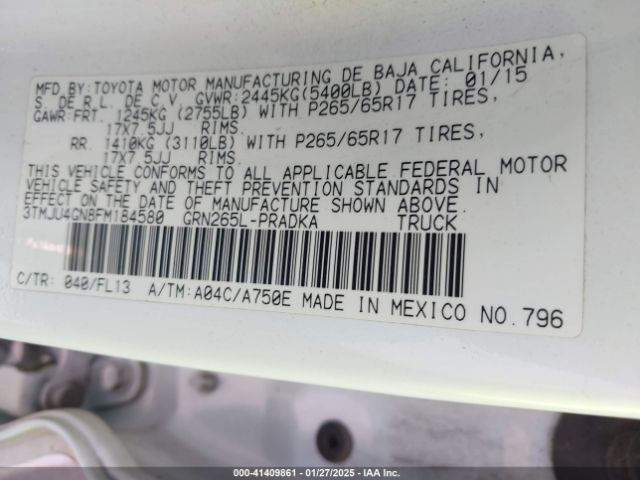 MFD.BY:TOYOTA MOTOR MANUFACTURING DE BAJA CALIFORNIA,
S. DE R.L. DE C.V. GVWR:2445KG(5400LB) DATE: 01/15
GAWR:FRT. 1245KG (2755LB) WITH P265/65R17 TIRES,
17X7.5JJ RIMS.
RR. 1410KG (3110LB) WITH P265/65R17 TIRES,
17X7.5JJ RIMS.
THIS VEHICLE CONFORMS TO ALL APPLICABLE FEDERAL MOTOR
VEHICLE SAFETY AND THEFT PREVENTION STANDARDS IN
EFFECT ON THE DATE OF MANUFACTURE SHOWN ABOVE.
3TMJU4GN8FM184580 GRN265L-PRADKA TRUCK
C/TR: 040/FL13 A/TM:A04C/A750E MADE IN MEXICO NO.796
000-41409861 | 01/27/2025 | IAA Inc.